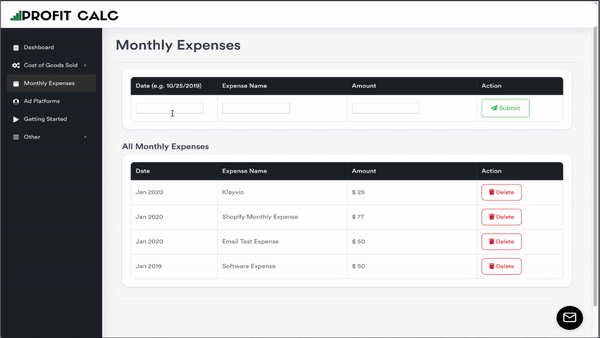 PROFIT CALC
Dashboard
Cost of Goods Sold
Monthly Expenses
Ad Platforms
Getting Started
Other
Monthly Expenses
Date (e.g. 10/25/2019) Expense Name Amount Action
Submit
All Monthly Expenses
Date Expense Name Amount Action
Jan 2020 Klayvio $ 25 Delete
Jan 2020 Shopify Monthly Expense $ 77 Delete
Jan 2020 Email Test Expense $ 50 Delete
Jan 2019 Software Expense $ 50 Delete